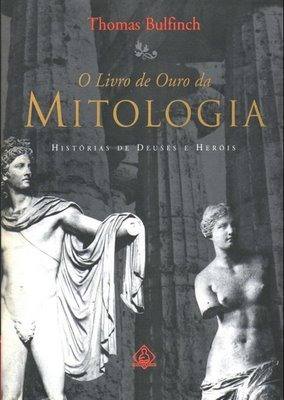 Thomas Bulfinch
O Livro de Ouro da
MITOLOGIA
HISTÓRIAS DE DEUSES E HERÓIS